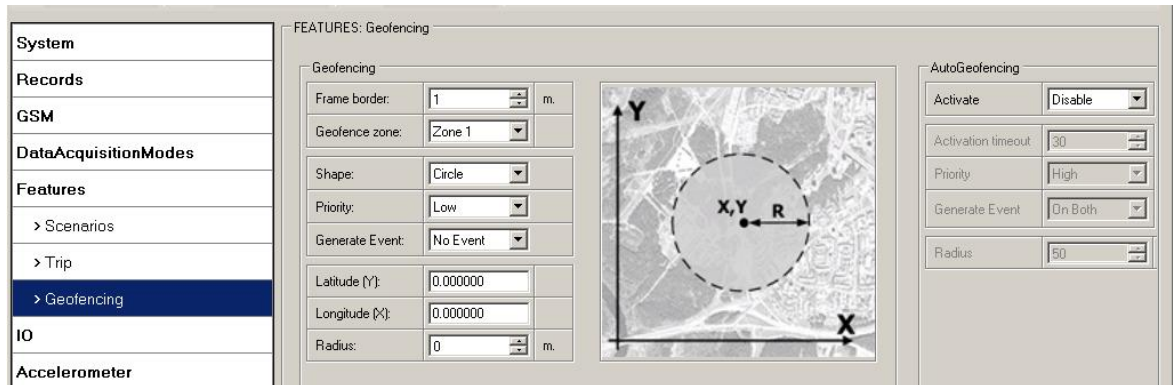 System
Records
GSM
DataAcquisitionModes
Features
> Scenarios
> Trip
> Geofencing
IO
Accelerometer
FEATURES: Geofencing
Geofencing
Frame border: 1 m.
Geofence zone: Zone 1
Shape: Circle
Priority: Low
Generate Event: No Event
Latitude (Y): 0.000000
Longitude (X): 0.000000
Radius: 0 m.
Y
X,Y R
X
AutoGeofencing
Activate Disable
Activation timeout 30
Priority High
Generate Event On Both
Radius 50